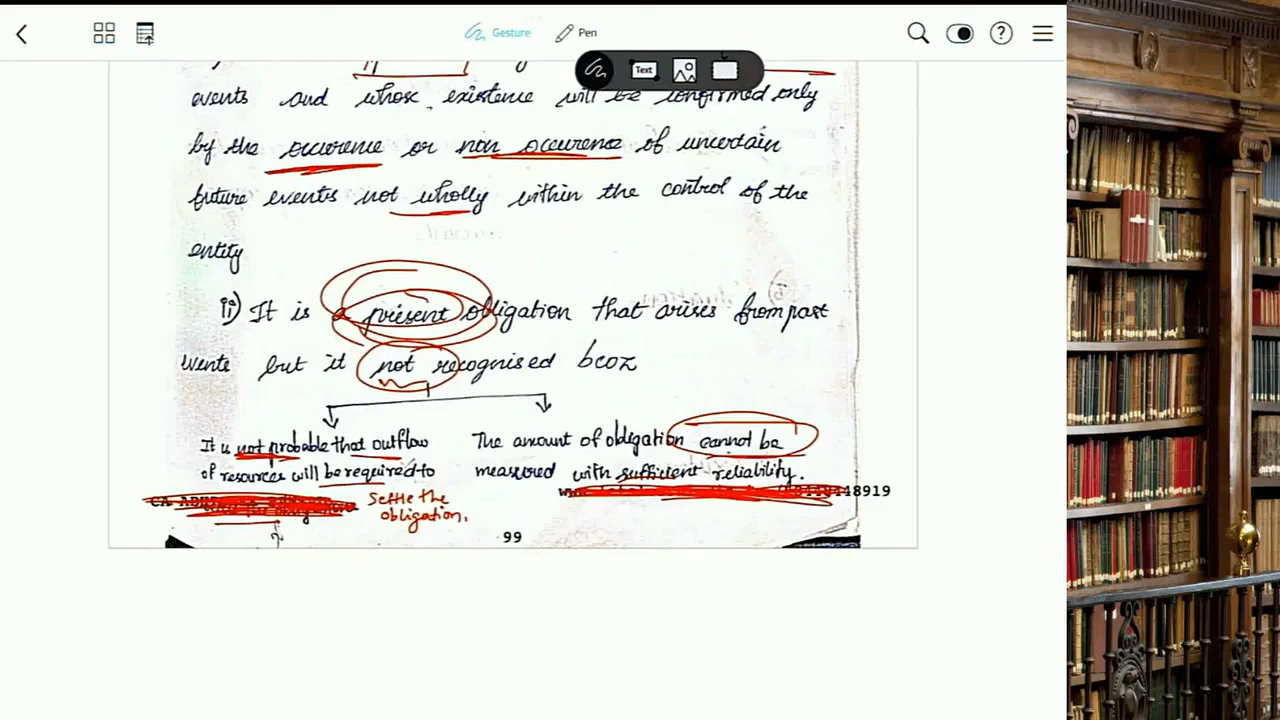 Gesture
Pen
Text
events and whose existence will be confirmed only
by the occurence or non occurence of uncertain
future events not wholly within the control of the
entity
ii) It is a present obligation that arises from past
events but it not recognised bcoz
It is not probable that outflow
of resources will be required to
Settle the
obligation.
The amount of obligation cannot be
measured with sufficient reliability.
48919
99